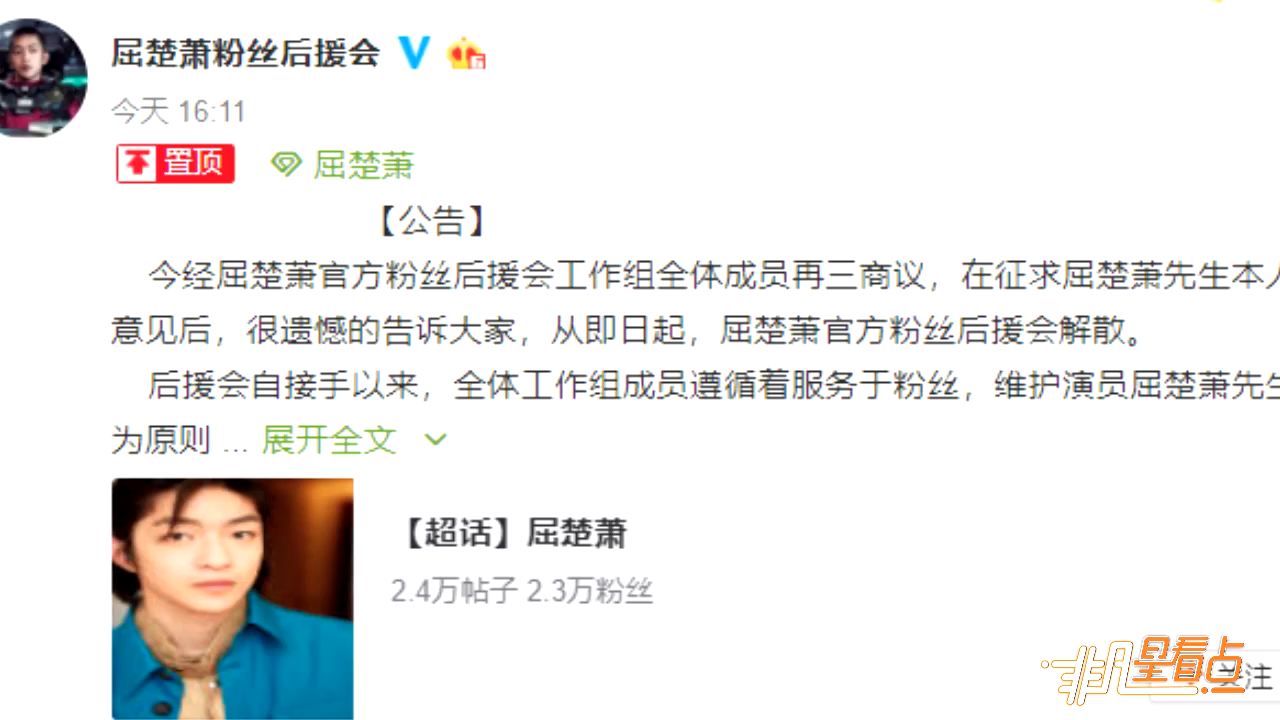 屈楚萧粉丝后援会
今天 16:11
置顶 屈楚萧
【公告】
今经屈楚萧官方粉丝后援会工作组全体成员再三商议，在征求屈楚萧先生本人
意见后，很遗憾的告诉大家，从即日起，屈楚萧官方粉丝后援会解散。
后援会自接手以来，全体工作组成员遵循着服务于粉丝，维护演员屈楚萧先生
为原则 ... 展开全文
【超话】屈楚萧
2.4万帖子 2.3万粉丝
非凡星看点
关注